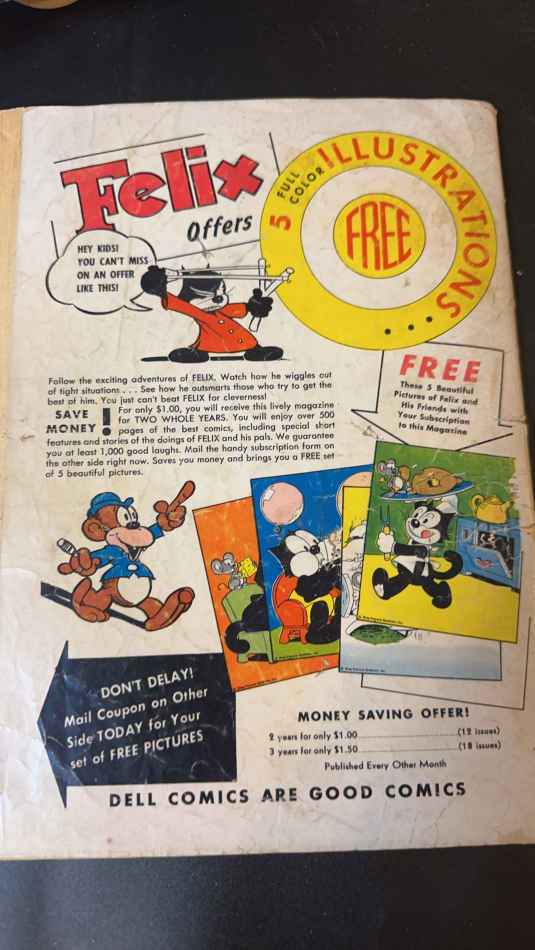 Felix
Offers
5 FULL COLOR ILLUSTRATIONS
FREE
HEY KIDS!
YOU CAN'T MISS
ON AN OFFER
LIKE THIS!
FREE
These 5 Beautiful
Pictures of Felix and
His Friends with
Your Subscription
to this Magazine
Follow the exciting adventures of FELIX. Watch how he wiggles out
of tight situations . . . See how he outsmarts those who try to get the
best of him. You just can't beat FELIX for cleverness!
SAVE MONEY!
For only $1.00, you will receive this lively magazine
for TWO WHOLE YEARS. You will enjoy over 500
pages of the best comics, including special short
features and stories of the doings of FELIX and his pals. We guarantee
you at least 1,000 good laughs. Mail the handy subscription form on
the other side right now. Saves you money and brings you a FREE set
of 5 beautiful pictures.
DON'T DELAY!
Mail Coupon on Other
Side TODAY for Your
set of FREE PICTURES
MONEY SAVING OFFER!
2 years for only $1.00 (12 issues)
3 years for only $1.50 (18 issues)
Published Every Other Month
DELL COMICS ARE GOOD COMICS